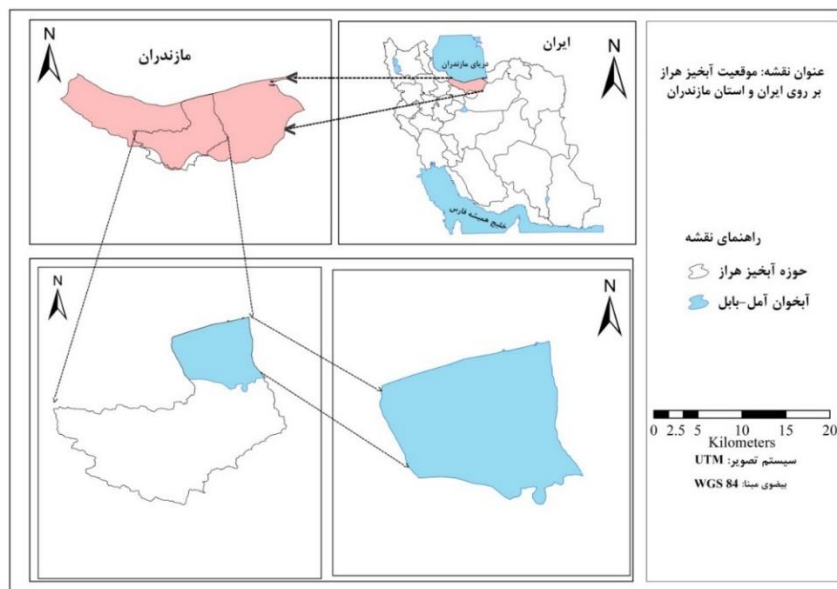 عنوان نقشه: موقعیت آبخیز هراز
بر روی ایران و استان مازندران
ایران
N
دریای مازندران
خلیج همیشه فارس
مازندران
N
N
N
راهنمای نقشه
حوزه آبخیز هراز
آبخوان آمل-بابل
0 2.5 5 10 15 20
Kilometers
سیستم تصویر: UTM
بیضوی مبنا: WGS 84